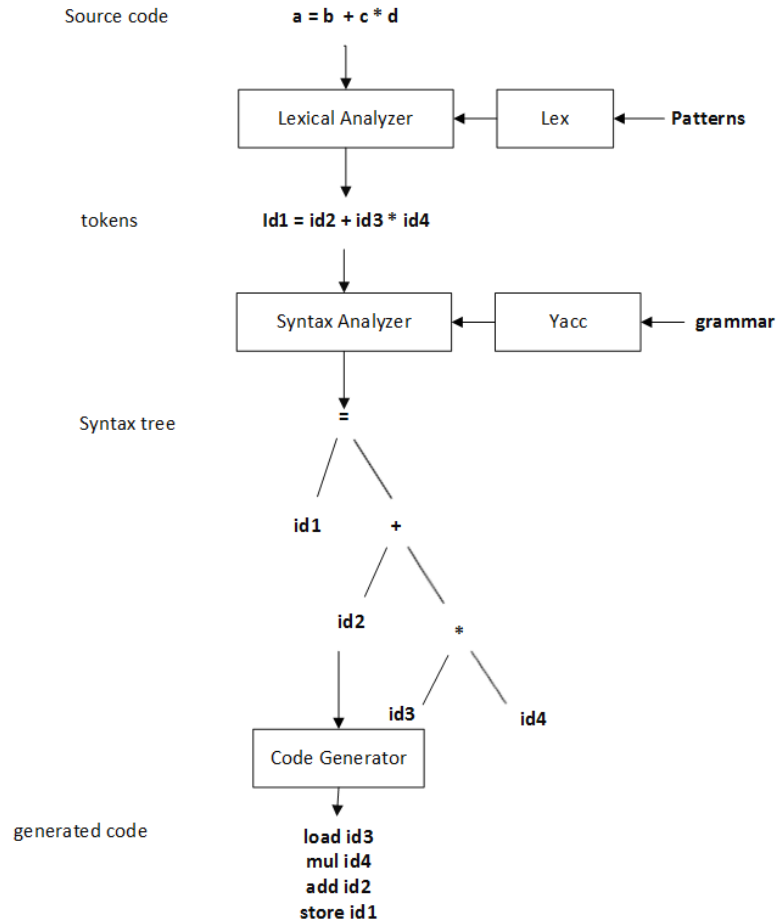 Source code
a = b + c * d
Lexical Analyzer
Lex
Patterns
tokens
Id1 = id2 + id3 * id4
Syntax Analyzer
Yacc
grammar
Syntax tree
=
id1
+
id2
*
id3
id4
Code Generator
generated code
load id3
mul id4
add id2
store id1